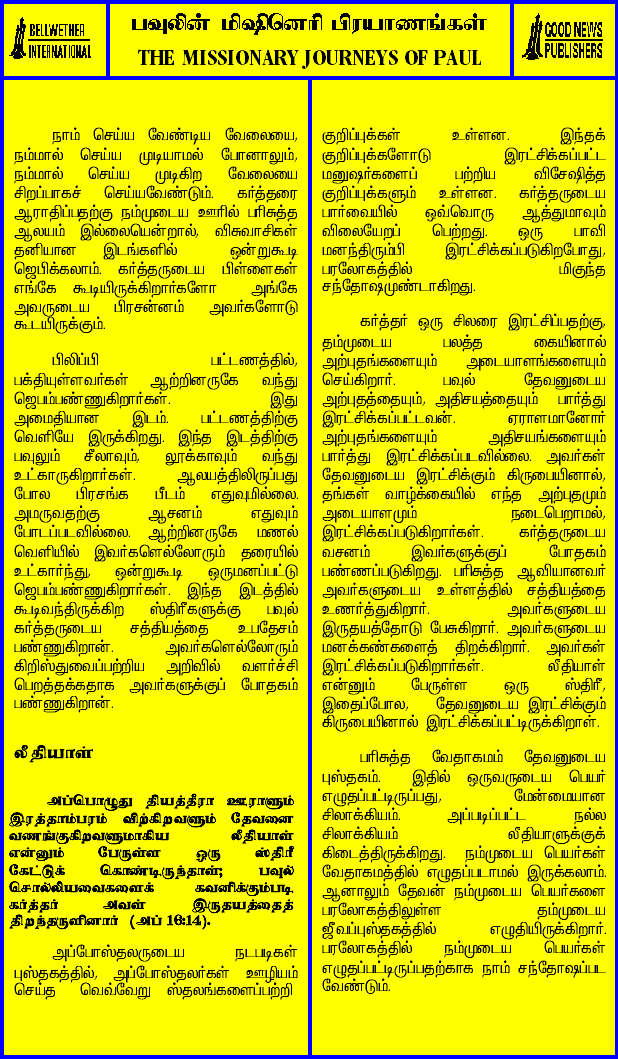 BELLWETHER
INTERNATIONAL
பவுலின் மிஷினெரி பிரயாணங்கள்
THE MISSIONARY JOURNEYS OF PAUL
GOOD NEWS
PUBLISHERS
நாம் செய்ய வேண்டிய வேலையை,
நம்மால் செய்ய முடியாமல் போனாலும்,
நம்மால் செய்ய முடிகிற வேலையை
சிறப்பாகச் செய்யவேண்டும். கர்த்தரை
ஆராதிப்பதற்கு நம்முடைய ஊரில் பரிசுத்த
ஆலயம் இல்லையென்றால், விசுவாசிகள்
தனியான இடங்களில் ஒன்றுகூடி
ஜெபிக்கலாம். கர்த்தருடைய பிள்ளைகள்
எங்கே கூடியிருக்கிறார்களோ அங்கே
அவருடைய பிரசன்னம் அவர்களோடு
கூடயிருக்கும்.
பிலிப்பி பட்டணத்தில்,
பக்தியுள்ளவர்கள் ஆற்றினருகே வந்து
ஜெபம்பண்ணுகிறார்கள். இது
அமைதியான இடம். பட்டணத்திற்கு
வெளியே இருக்கிறது. இந்த இடத்திற்கு
பவுலும் சீலாவும், லூக்காவும் வந்து
உட்காருகிறார்கள். ஆலயத்திலிருப்பது
போல பிரசங்க பீடம் எதுவுமில்லை.
அமருவதற்கு ஆசனம் எதுவும்
போடப்படவில்லை. ஆற்றினருகே மணல்
வெளியில் இவர்களெல்லோரும் தரையில்
உட்கார்ந்து, ஒன்றுகூடி ஒருமனப்பட்டு
ஜெபம்பண்ணுகிறார்கள். இந்த இடத்தில்
கூடிவந்திருக்கிற ஸ்திரீகளுக்கு பவுல்
கர்த்தருடைய சத்தியத்தை உபதேசம்
பண்ணுகிறான். அவர்களெல்லோரும்
கிறிஸ்துவைப்பற்றிய அறிவில் வளர்ச்சி
பெறத்தக்கதாக அவர்களுக்குப் போதகம்
பண்ணுகிறான்.
லீதியாள்
அப்பொழுது தியத்தீரா ஊராளும்
இரத்தாம்பரம் விற்கிறவளும் தேவனை
வணங்குகிறவளுமாகிய லீதியாள்
என்னும் பேருள்ள ஒரு ஸ்திரீ
கேட்டுக் கொண்டிருந்தாள்; பவுல்
சொல்லியவைகளைக் கவனிக்கும்படி
கர்த்தர் அவள் இருதயத்தைத்
திறந்தருளினார் (அப் 16:14).
அப்போஸ்தலருடைய நடபடிகள்
புஸ்தகத்தில், அப்போஸ்தலர்கள் ஊழியம்
செய்த வெவ்வேறு ஸ்தலங்களைப்பற்றி
குறிப்புக்கள் உள்ளன. இந்தக்
குறிப்புக்களோடு இரட்சிக்கப்பட்ட
மனுஷர்களைப் பற்றிய விசேஷித்த
குறிப்புக்களும் உள்ளன. கர்த்தருடைய
பார்வையில் ஒவ்வொரு ஆத்துமாவும்
விலையேறப் பெற்றது. ஒரு பாவி
மனந்திரும்பி இரட்சிக்கப்படுகிறபோது,
பரலோகத்தில் மிகுந்த
சந்தோஷமுண்டாகிறது.
கர்த்தர் ஒரு சிலரை இரட்சிப்பதற்கு,
தம்முடைய பலத்த கையினால்
அற்புதங்களையும் அடையாளங்களையும்
செய்கிறார். பவுல் தேவனுடைய
அற்புதத்தையும், அதிசயத்தையும் பார்த்து
இரட்சிக்கப்பட்டவன். ஏராளமானோர்
அற்புதங்களையும் அதிசயங்களையும்
பார்த்து இரட்சிக்கப்படவில்லை. அவர்கள்
தேவனுடைய இரட்சிக்கும் கிருபையினால்,
தங்கள் வாழ்க்கையில் எந்த அற்புதமும்
அடையாளமும் நடைபெறாமல்,
இரட்சிக்கப்படுகிறார்கள். கர்த்தருடைய
வசனம் இவர்களுக்குப் போதகம்
பண்ணப்படுகிறது. பரிசுத்த ஆவியானவர்
அவர்களுடைய உள்ளத்தில் சத்தியத்தை
உணர்த்துகிறார். அவர்களுடைய
இருதயத்தோடு பேசுகிறார். அவர்களுடைய
மனக்கண்களைத் திறக்கிறார். அவர்கள்
இரட்சிக்கப்படுகிறார்கள். லீதியாள்
என்னும் பேருள்ள ஒரு ஸ்திரீ,
இதைப்போல, தேவனுடைய இரட்சிக்கும்
கிருபையினால் இரட்சிக்கப்பட்டிருக்கிறாள்.
பரிசுத்த வேதாகமம் தேவனுடைய
புஸ்தகம். இதில் ஒருவருடைய பெயர்
எழுதப்பட்டிருப்பது, மேன்மையான
சிலாக்கியம். அப்படிப்பட்ட நல்ல
சிலாக்கியம் லீதியாளுக்குக்
கிடைத்திருக்கிறது. நம்முடைய பெயர்கள்
வேதாகமத்தில் எழுதப்படாமல் இருக்கலாம்.
ஆனாலும் தேவன் நம்முடைய பெயர்களை
பரலோகத்திலுள்ள தம்முடைய
ஜீவப்புஸ்தகத்தில் எழுதியிருக்கிறார்.
பரலோகத்தில் நம்முடைய பெயர்கள்
எழுதப்பட்டிருப்பதற்காக நாம் சந்தோஷப்பட
வேண்டும்.